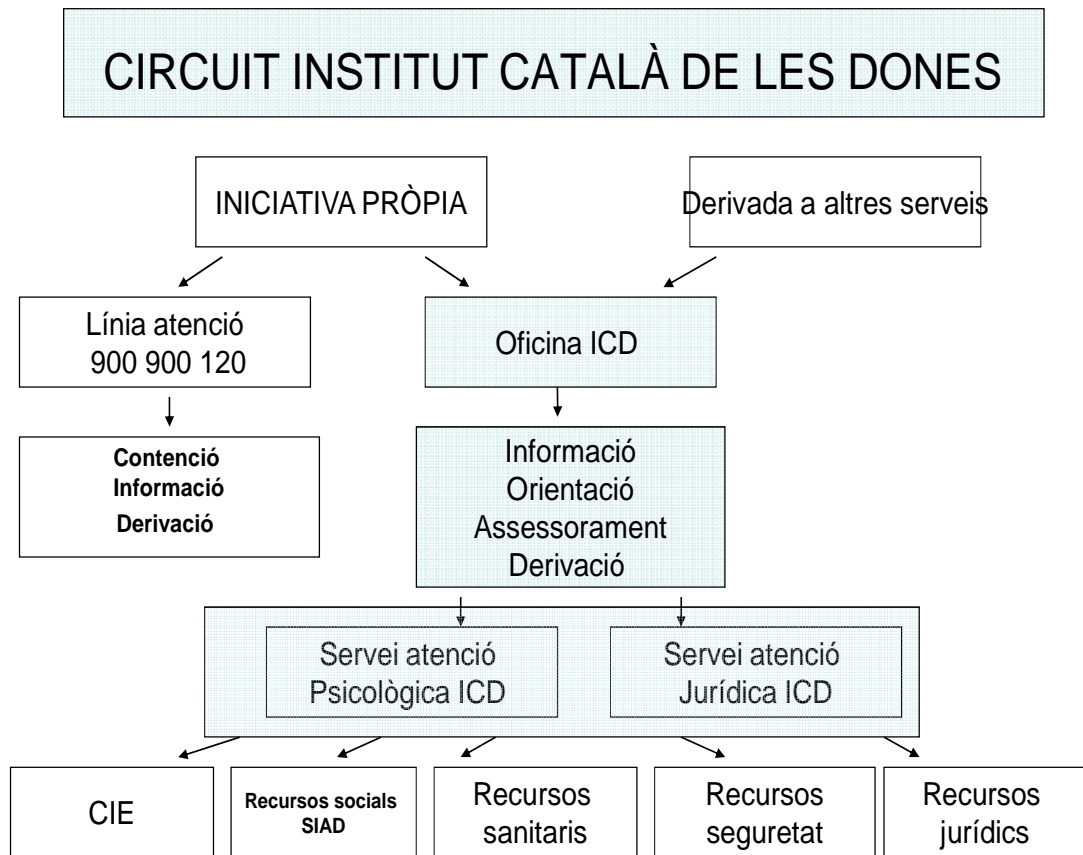 CIRCUIT INSTITUT CATALÀ DE LES DONES
INICIATIVA PRÒPIA
Derivada a altres serveis
Línia atenció
900 900 120
Oficina ICD
Contenció
Informació
Derivació
Informació
Orientació
Assessorament
Derivació
Servei atenció
Psicològica ICD
Servei atenció
Jurídica ICD
CIE
Recursos socials
SIAD
Recursos
sanitaris
Recursos
seguretat
Recursos
jurídics